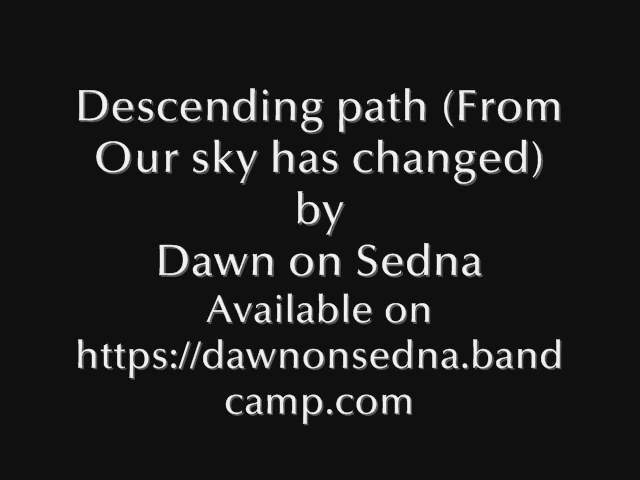 Descending path (From
Our sky has changed)
by
Dawn on Sedna
Available on
https://dawnonsedna.band
camp.com